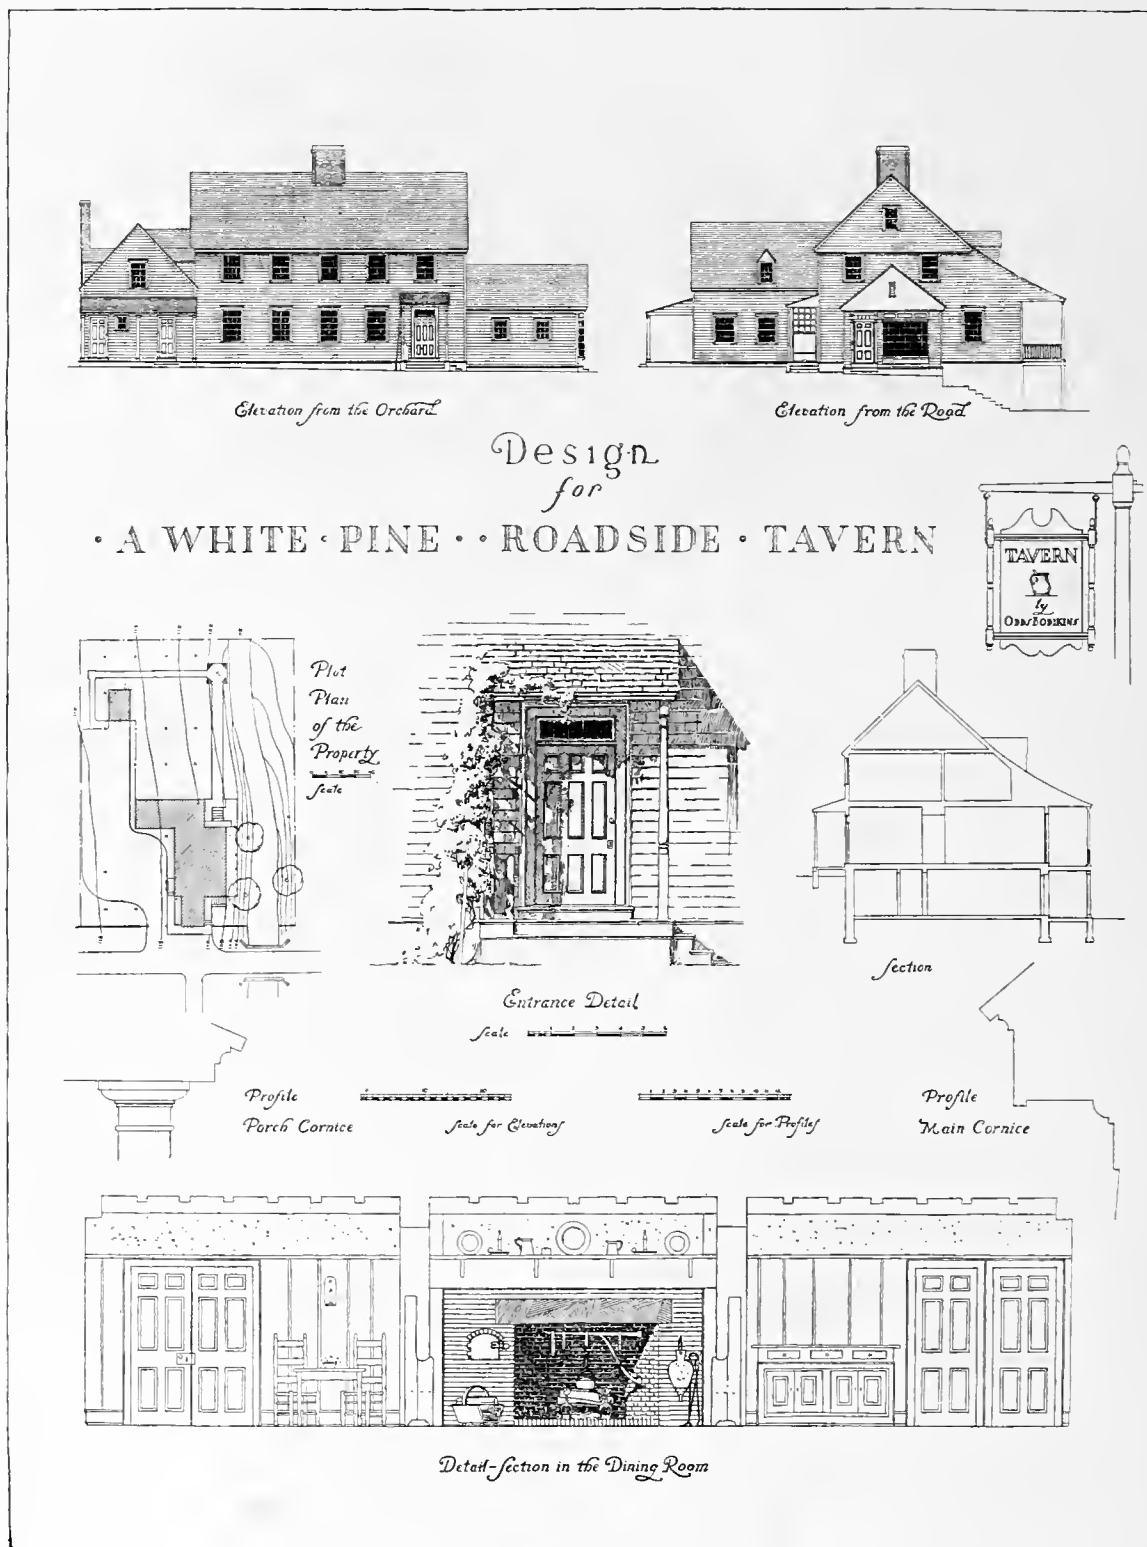 Elevation from the Orchard
Elevation from the Road
Design
for
· A WHITE · PINE · · ROADSIDE · TAVERN
TAVERN
by
ODDS BODIKINS
Plot
Plan
of the
Property
Scale
Entrance Detail
Scale
Section
Profile
Porch Cornice
Scale for Elevations
Scale for Profiles
Profile
Main Cornice
Detail-Section in the Dining Room